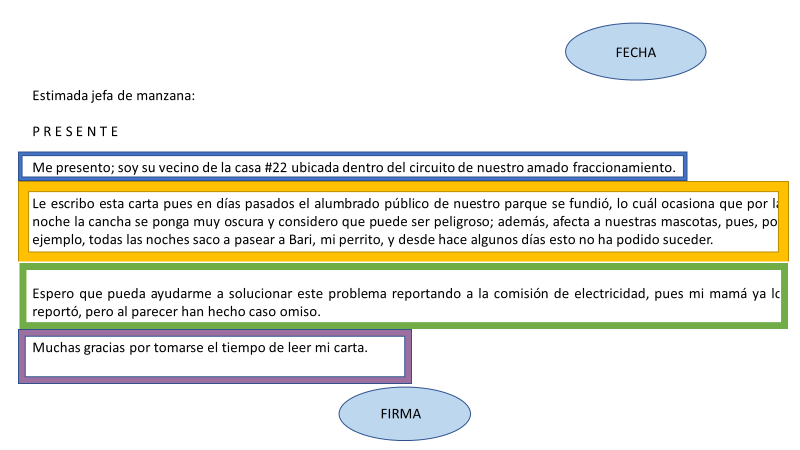 FECHA
Estimada jefa de manzana:
P R E S E N T E
Me presento; soy su vecino de la casa #22 ubicada dentro del circuito de nuestro amado fraccionamiento.
Le escribo esta carta pues en días pasados el alumbrado público de nuestro parque se fundió, lo cuál ocasiona que por la
noche la cancha se ponga muy oscura y considero que puede ser peligroso; además, afecta a nuestras mascotas, pues, po
ejemplo, todas las noches saco a pasear a Bari, mi perrito, y desde hace algunos días esto no ha podido suceder.
Espero que pueda ayudarme a solucionar este problema reportando a la comisión de electricidad, pues mi mamá ya lo
reportó, pero al parecer han hecho caso omiso.
Muchas gracias por tomarse el tiempo de leer mi carta.
FIRMA